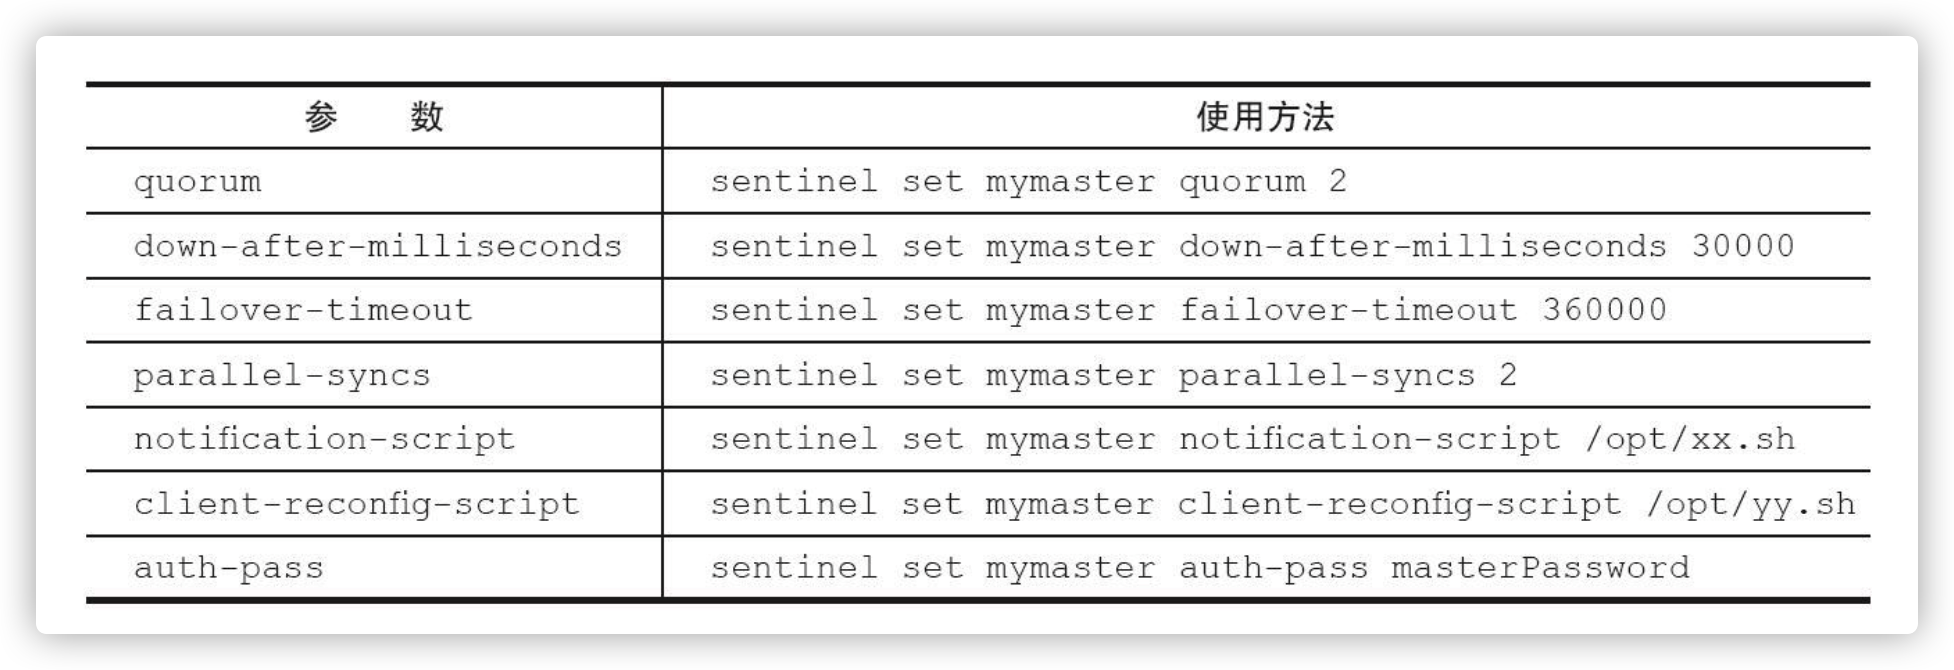 参 数 使用方法
quorum sentinel set mymaster quorum 2
down-after-milliseconds sentinel set mymaster down-after-milliseconds 30000
failover-timeout sentinel set mymaster failover-timeout 360000
parallel-syncs sentinel set mymaster parallel-syncs 2
notification-script sentinel set mymaster notification-script /opt/xx.sh
client-reconfig-script sentinel set mymaster client-reconfig-script /opt/yy.sh
auth-pass sentinel set mymaster auth-pass masterPassword